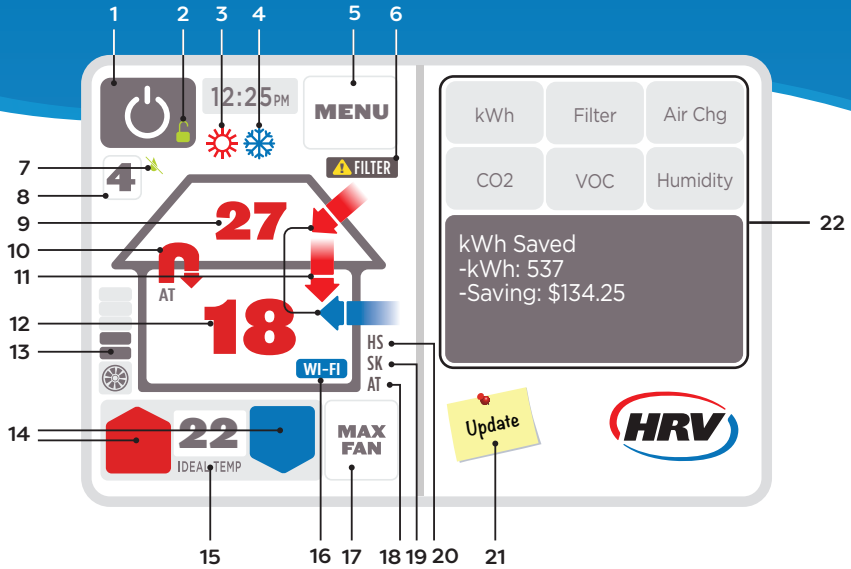 1 2 3 4 5 6
12:25 PM
MENU
FILTER
7
4
8
9
27
10
11
AT
12
18
13
HS
SK
AT
WI-FI
14
22
IDEAL TEMP
MAX
FAN
15 16 17 18 19 20 21
kWh Filter Air Chg
CO2 VOC Humidity
22
kWh Saved
-kWh: 537
-Saving: $134.25
Update
HRV